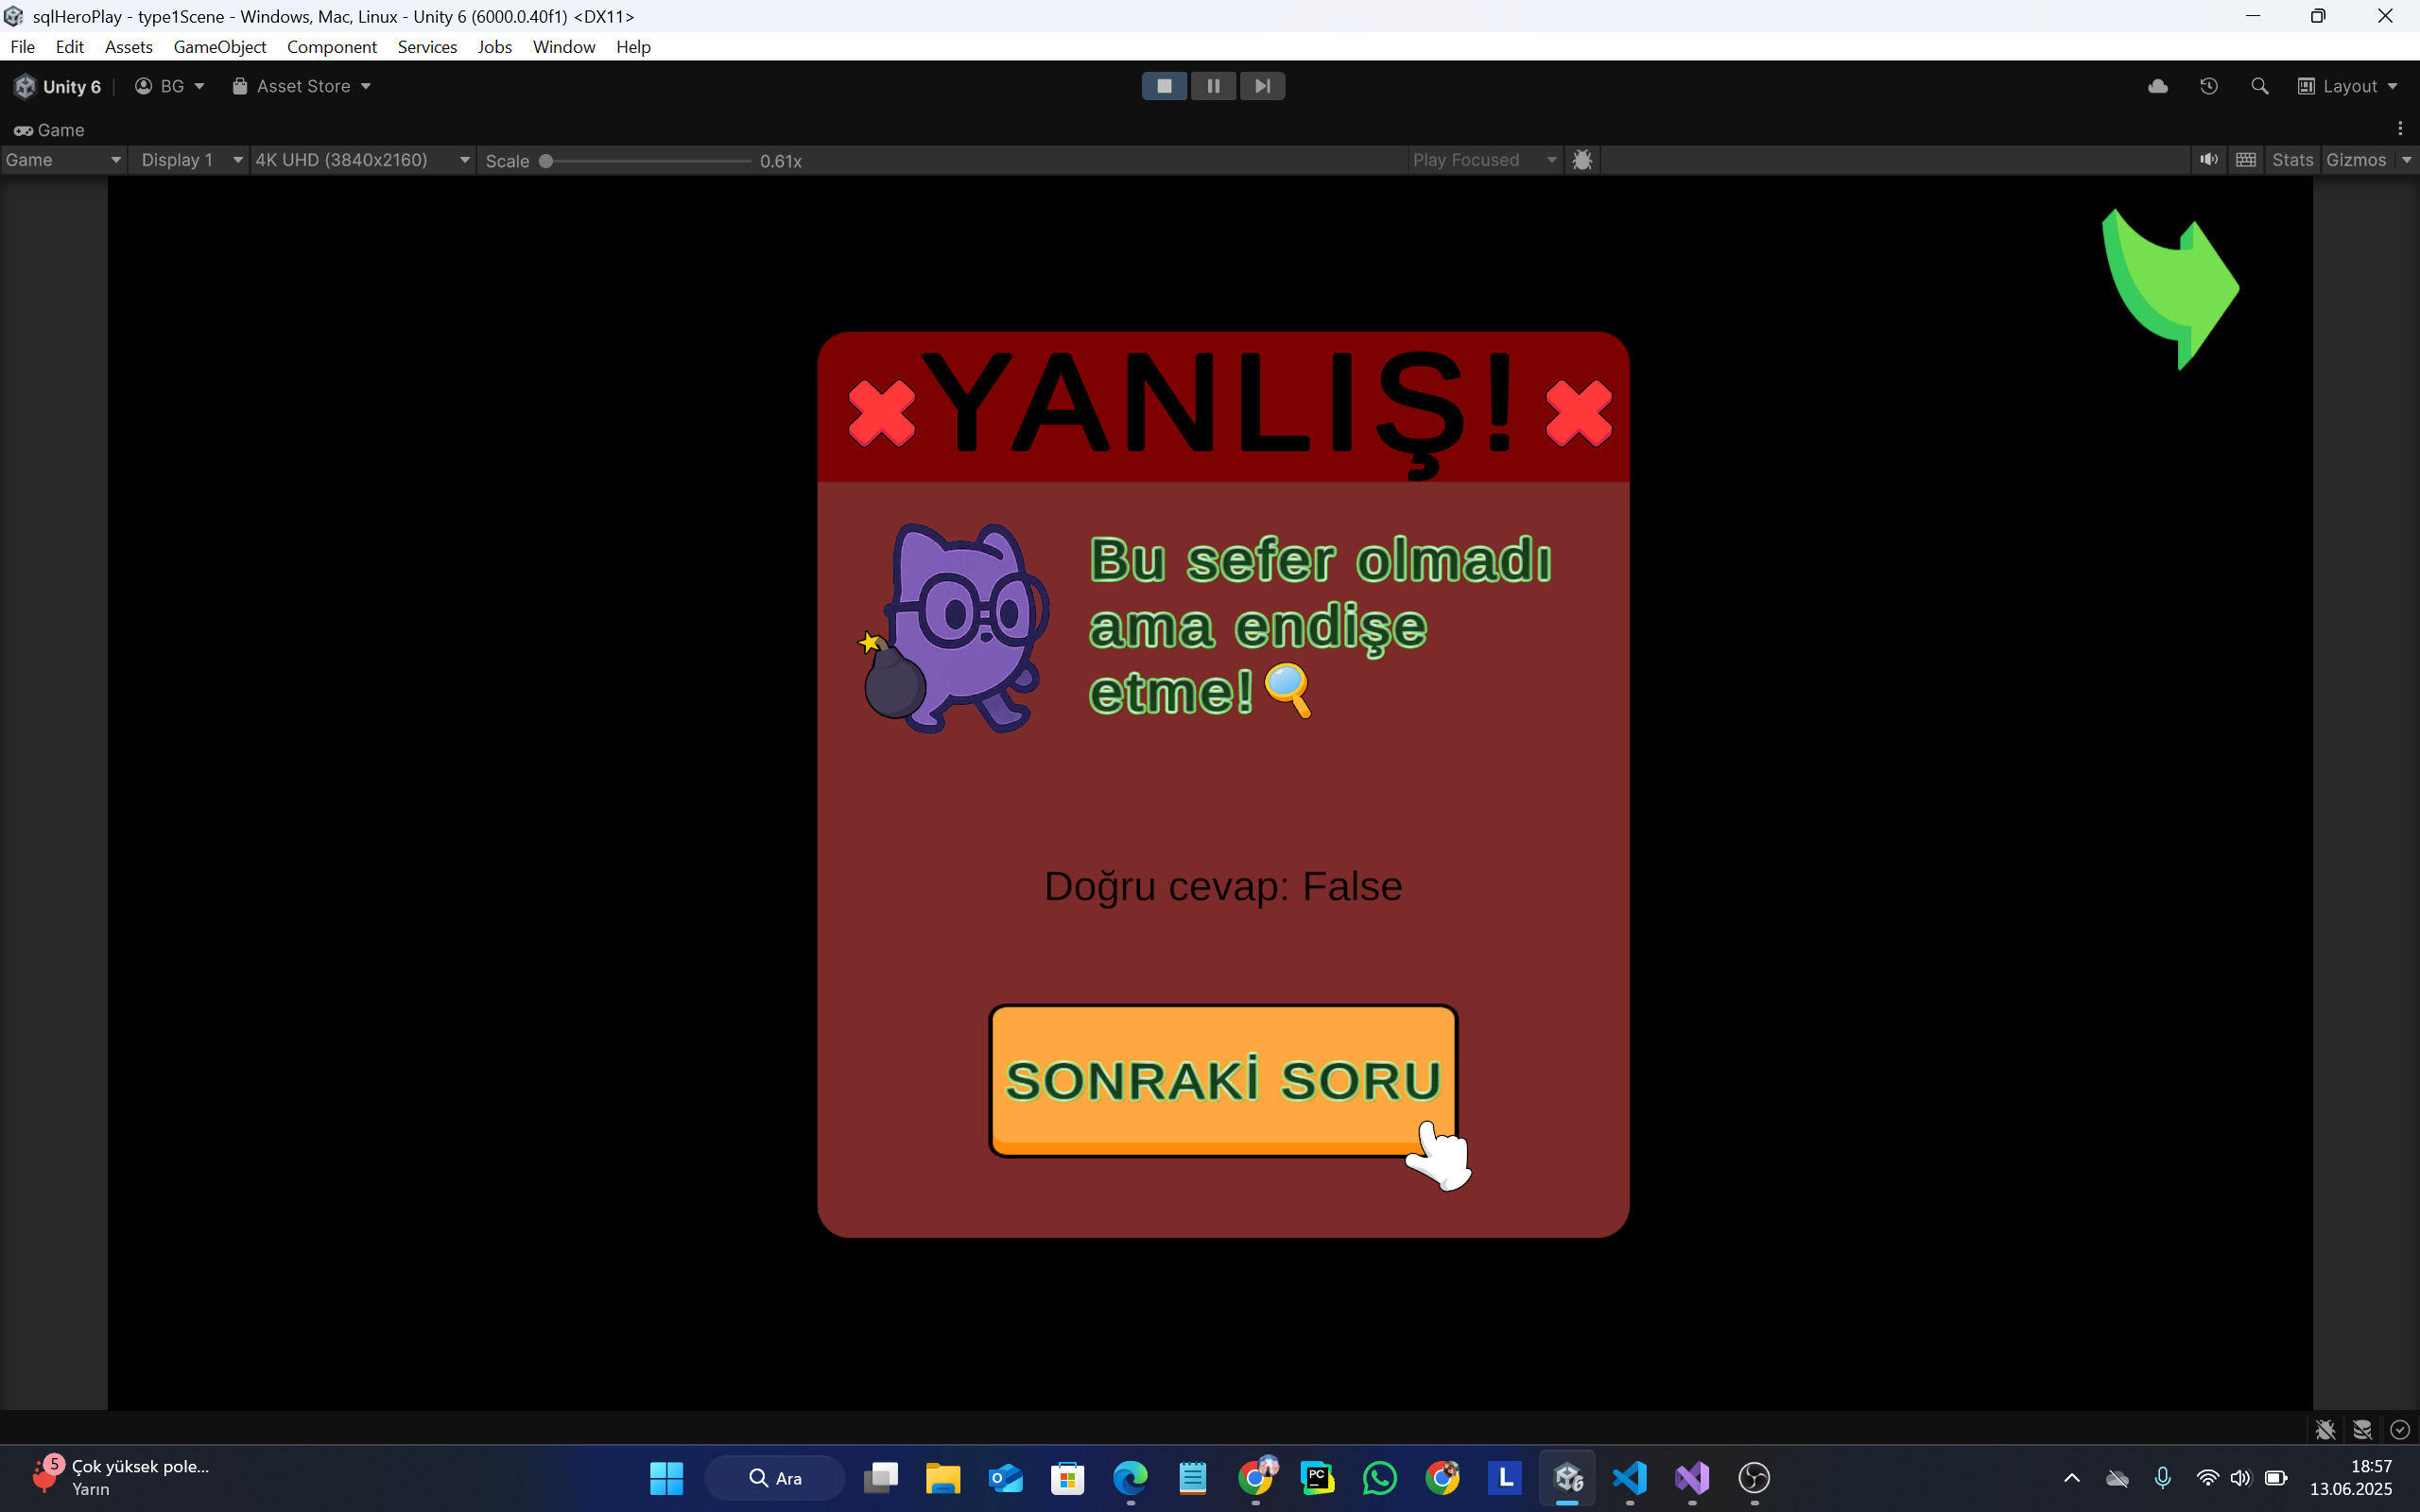 sqlHeroPlay - type1Scene - Windows, Mac, Linux - Unity 6 (6000.0.40f1) <DX11>
File Edit Assets GameObject Component Services Jobs Window Help
Unity 6 BG Asset Store Layout
Game
Game Display 1 4K UHD (3840x2160) Scale 0.61x Play Focused Stats Gizmos
YANLIŞ!
Bu sefer olmadı
ama endişe
etme!
Doğru cevap: False
SONRAKİ SORU
5 Çok yüksek pole...
Yarın
Ara
PC
L
6
18:57
13.06.2025